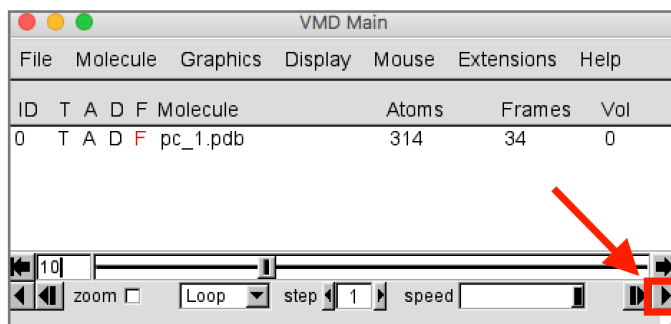 VMD Main
File Molecule Graphics Display Mouse Extensions Help
ID T A D F Molecule Atoms Frames Vol
0 T A D F pc_1.pdb 314 34 0
10
zoom Loop step 1 speed